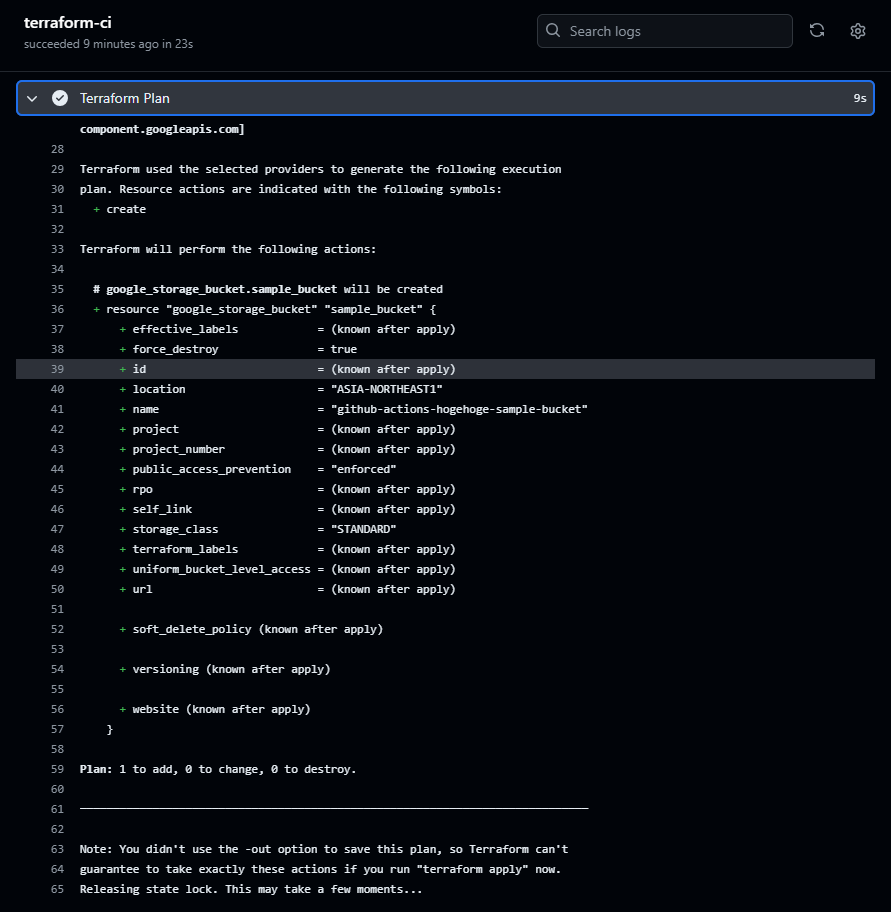 terraform-ci
succeeded 9 minutes ago in 23s
Search logs
Terraform Plan 9s
component.googleapis.com]
28
29 Terraform used the selected providers to generate the following execution
30 plan. Resource actions are indicated with the following symbols:
31 + create
32
33 Terraform will perform the following actions:
34
35 # google_storage_bucket.sample_bucket will be created
36 + resource "google_storage_bucket" "sample_bucket" {
37 + effective_labels = (known after apply)
38 + force_destroy = true
39 + id = (known after apply)
40 + location = "ASIA-NORTHEAST1"
41 + name = "github-actions-hogehoge-sample-bucket"
42 + project = (known after apply)
43 + project_number = (known after apply)
44 + public_access_prevention = "enforced"
45 + rpo = (known after apply)
46 + self_link = (known after apply)
47 + storage_class = "STANDARD"
48 + terraform_labels = (known after apply)
49 + uniform_bucket_level_access = (known after apply)
50 + url = (known after apply)
51
52 + soft_delete_policy (known after apply)
53
54 + versioning (known after apply)
55
56 + website (known after apply)
57 }
58
59 Plan: 1 to add, 0 to change, 0 to destroy.
60
61 ─────────────────────────────────────────────────────────────────────────────
62
63 Note: You didn't use the -out option to save this plan, so Terraform can't
64 guarantee to take exactly these actions if you run "terraform apply" now.
65 Releasing state lock. This may take a few moments...